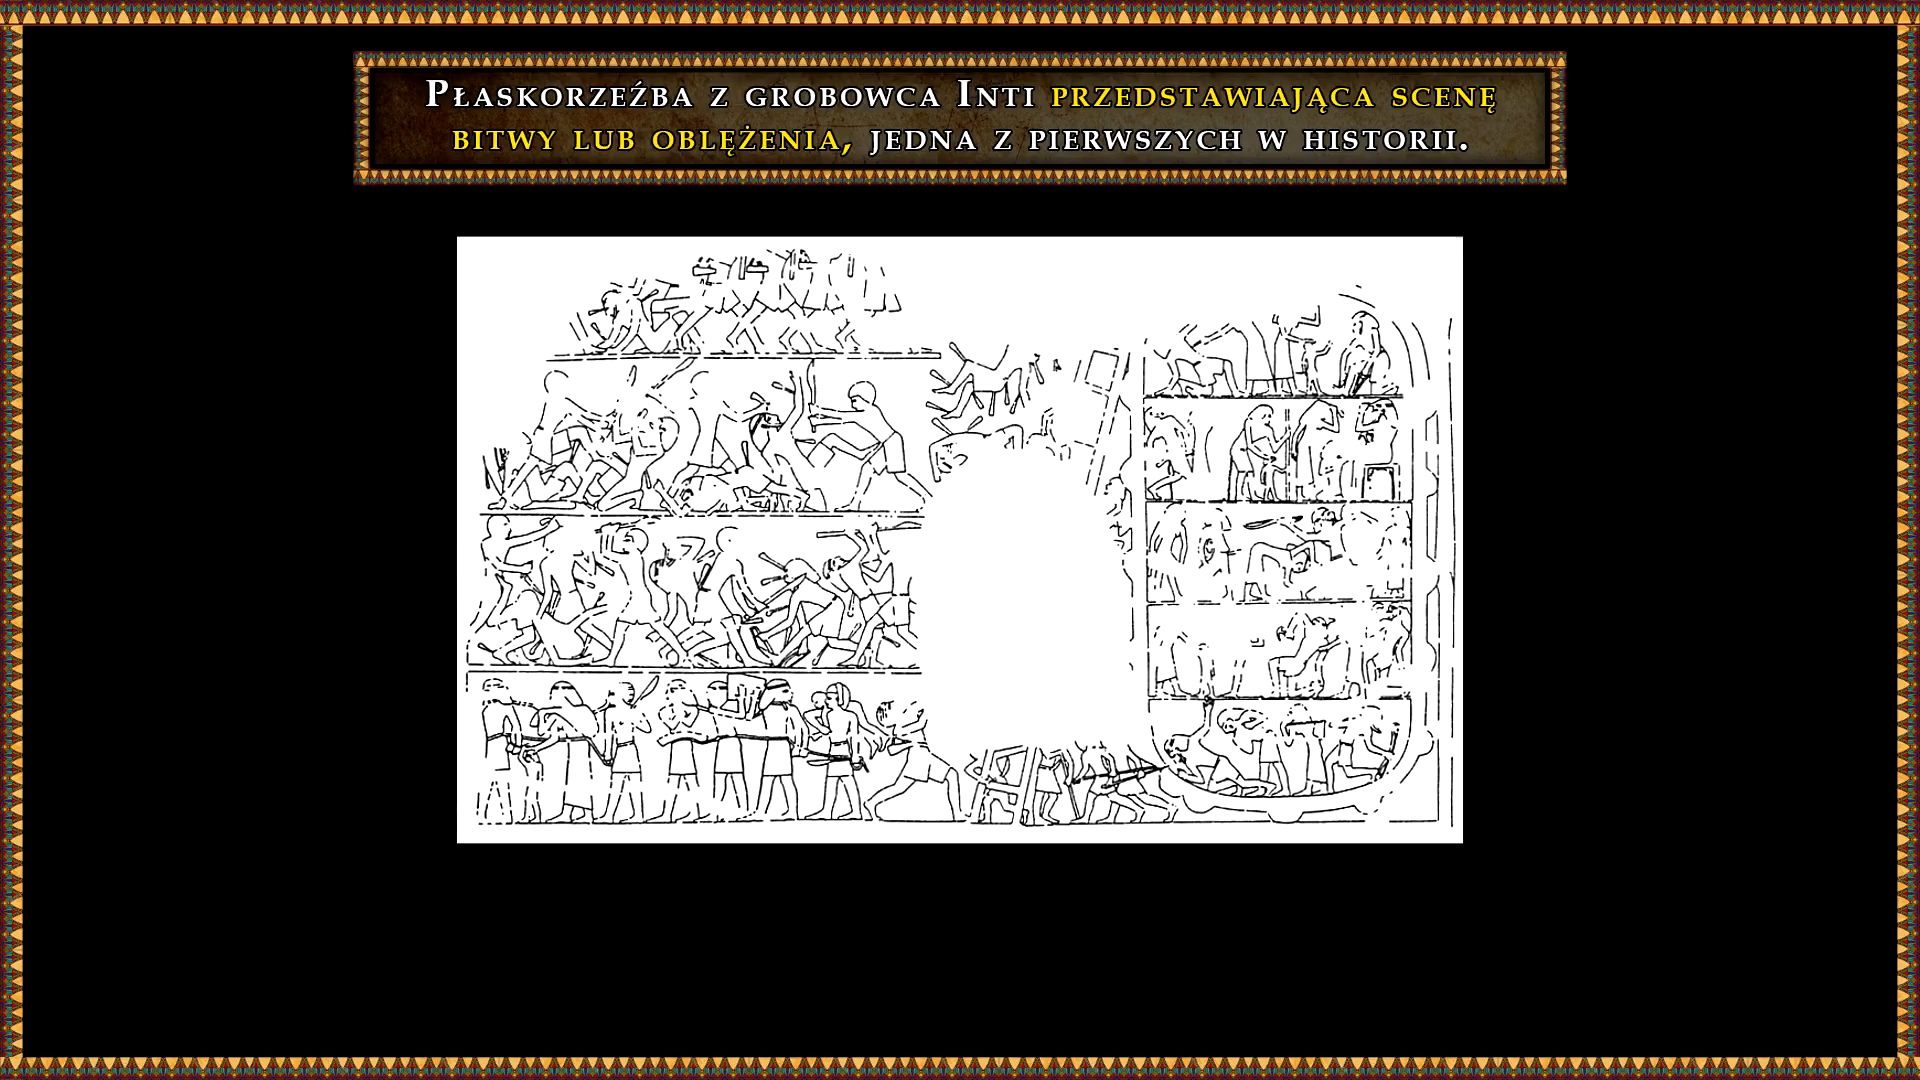 Płaskorzeźba z grobowca Inti przedstawiająca scenę
bitwy lub oblężenia, jedna z pierwszych w historii.